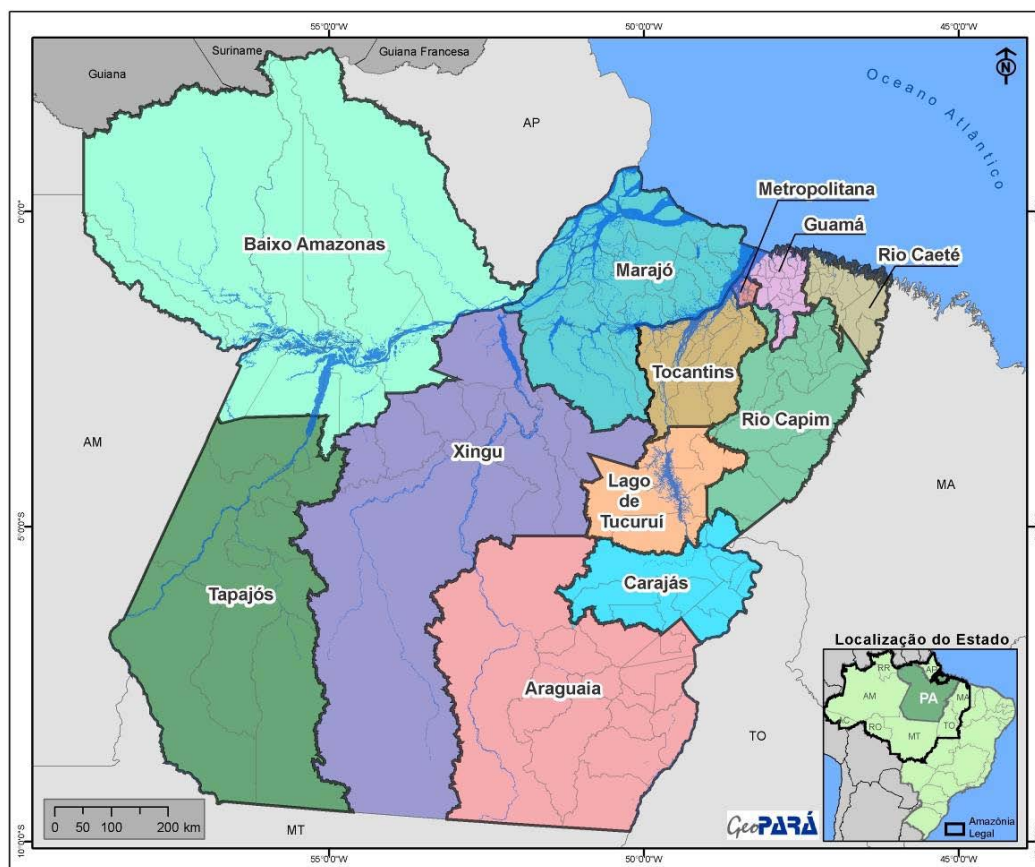 55°0'0"W
50°0'0"W
45°0'0"W
Suriname
Guiana Francesa
Guiana
N
Oceano Atlântico
AP
0°0'0"
Metropolitana
Guamá
Rio Caeté
Baixo Amazonas
Marajó
Tocantins
Rio Capim
AM
Xingu
MA
Lago
de
Tucuruí
5°0'0"S
Carajás
Tapajós
Araguaia
TO
Localização do Estado
RR
AP
AM
PA
MA
RO
MT
TO
Amazônia
Legal
0 50 100 200 km
GeoPARÁ
MT
10°0'0"S
55°0'0"W
50°0'0"W
45°0'0"W